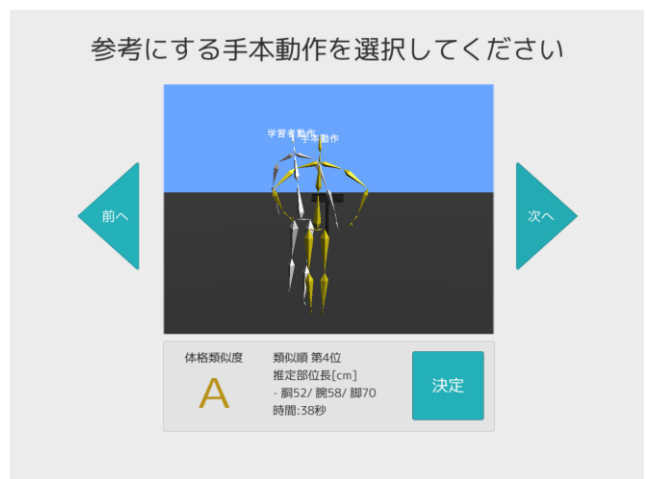 参考にする手本動作を選択してください
学習者動作
手本動作
前へ
次へ
体格類似度
A
類似順 第4位
推定部位長[cm]
- 胴52/ 腕58/ 脚70
時間:38秒
決定